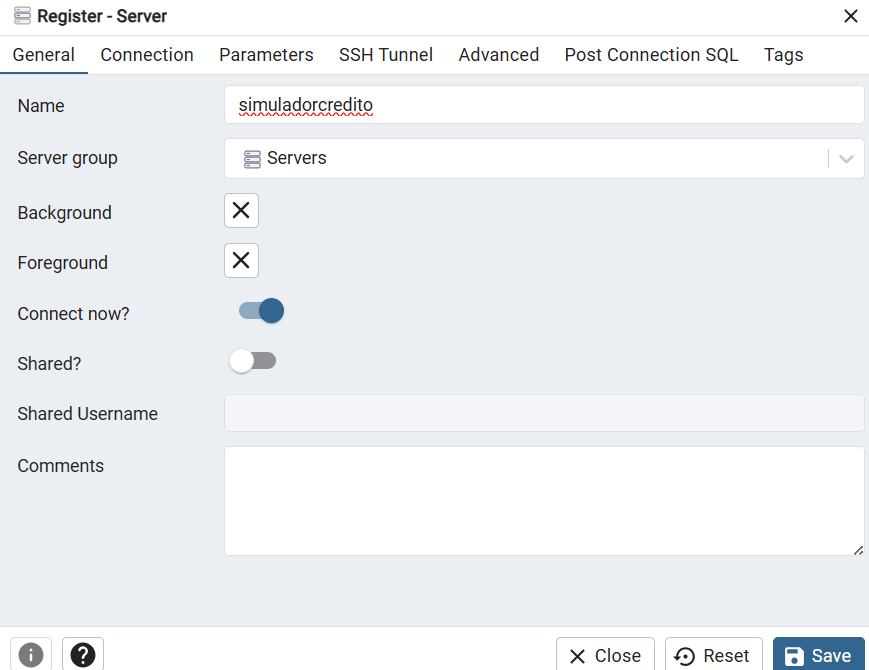 Register - Server
General Connection Parameters SSH Tunnel Advanced Post Connection SQL Tags
Name simuladorcredito
Server group Servers
Background
Foreground
Connect now?
Shared?
Shared Username
Comments
Close Reset Save